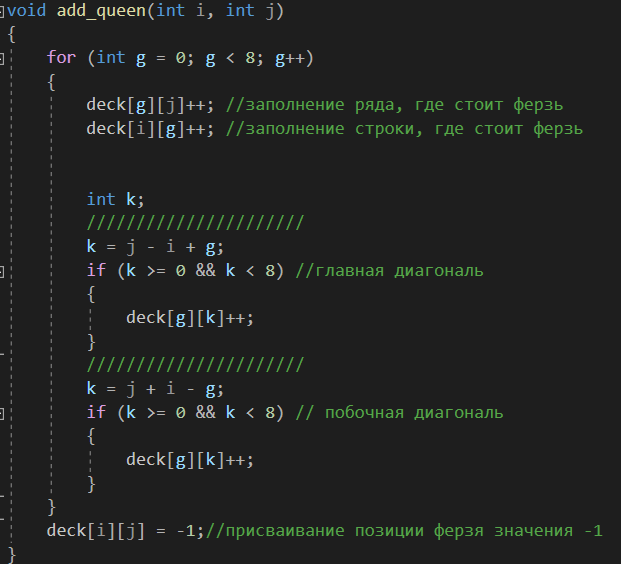 void add_queen(int i, int j)
{
for (int g = 0; g < 8; g++)
{
deck[g][j]++; //заполнение ряда, где стоит ферзь
deck[i][g]++; //заполнение строки, где стоит ферзь
int k;
//////////////////////
k = j - i + g;
if (k >= 0 && k < 8) //главная диагональ
{
deck[g][k]++;
}
//////////////////////
k = j + i - g;
if (k >= 0 && k < 8) // побочная диагональ
{
deck[g][k]++;
}
}
deck[i][j] = -1;//присваивание позиции ферзя значения -1
}